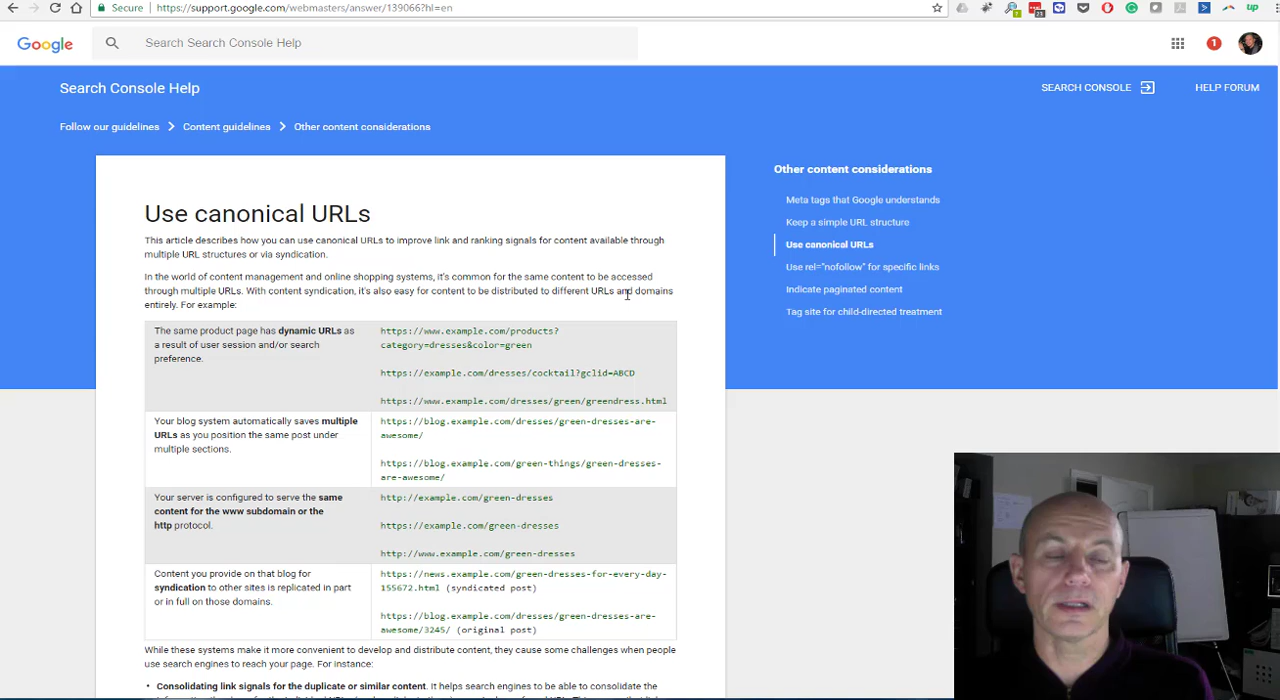 Secure
https://support.google.com/webmasters/answer/139066?hl=en
Google
Search Search Console Help
1
Search Console Help
SEARCH CONSOLE
HELP FORUM
Follow our guidelines
Content guidelines
Other content considerations
Use canonical URLs
This article describes how you can use canonical URLs to improve link and ranking signals for content available through
multiple URL structures or via syndication.
In the world of content management and online shopping systems, it's common for the same content to be accessed
through multiple URLs. With content syndication, it's also easy for content to be distributed to different URLs and domains
entirely. For example:
The same product page has dynamic URLs as
a result of user session and/or search
preference.
https://www.example.com/products?
category=dresses&color=green
https://example.com/dresses/cocktail?gclid=ABCD
https://www.example.com/dresses/green/greendress.html
Your blog system automatically saves multiple
URLs as you position the same post under
multiple sections.
https://blog.example.com/dresses/green-dresses-are-
awesome/
https://blog.example.com/green-things/green-dresses-
are-awesome/
Your server is configured to serve the same
content for the www subdomain or the
http protocol.
http://example.com/green-dresses
https://example.com/green-dresses
http://www.example.com/green-dresses
Content you provide on that blog for
syndication to other sites is replicated in part
or in full on those domains.
https://news.example.com/green-dresses-for-every-day-
155672.html (syndicated post)
https://blog.example.com/dresses/green-dresses-are-
awesome/3245/ (original post)
While these systems make it more convenient to develop and distribute content, they cause some challenges when people
use search engines to reach your page. For instance:
• Consolidating link signals for the duplicate or similar content. It helps search engines to be able to consolidate the
Other content considerations
Meta tags that Google understands
Keep a simple URL structure
Use canonical URLs
Use rel="nofollow" for specific links
Indicate paginated content
Tag site for child-directed treatment